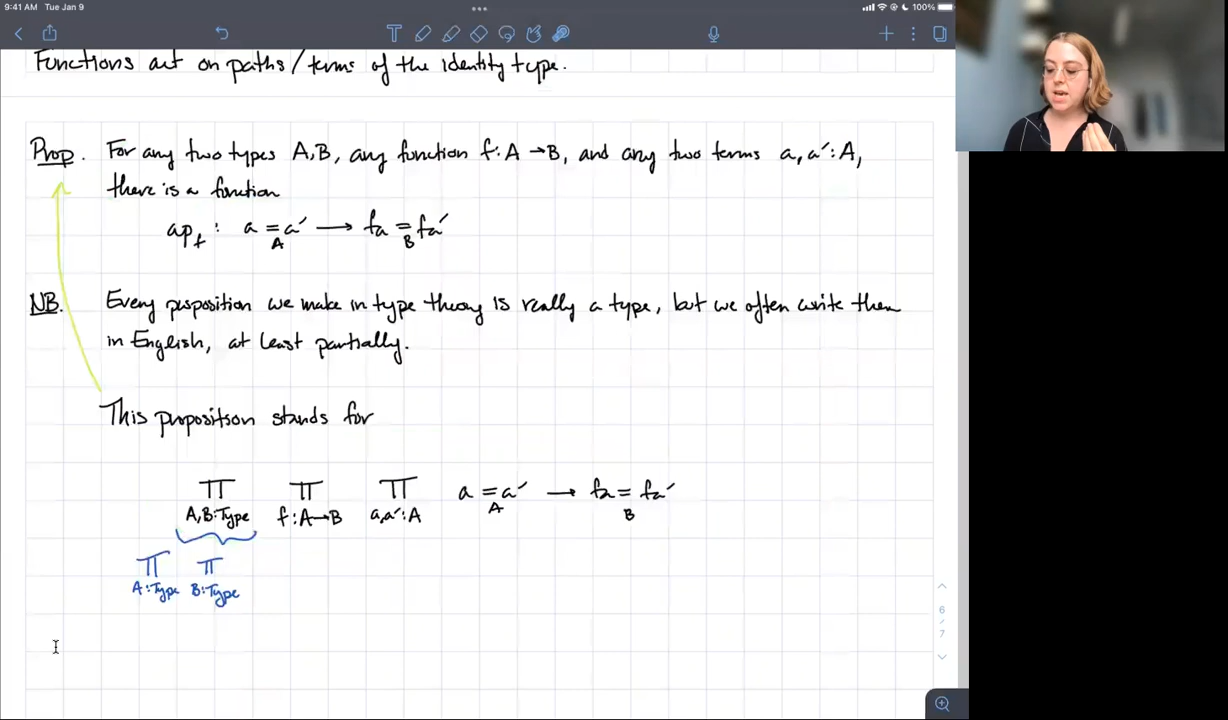 9:41 AM Tue Jan 9
100%
Functions act on paths/terms of the identity type.
Prop. For any two types A,B, any function f:A→B, and any two terms a,a′:A,
there is a function
ap_f : a =_A a′ → fa =_B fa′
NB. Every proposition we make in type theory is really a type, but we often write them
in English, at least partially.
This proposition stands for
Π_{A,B:Type} Π_{f:A→B} Π_{a,a′:A} a =_A a′ → fa =_B fa′
Π_{A:Type} Π_{B:Type}
6
/
7